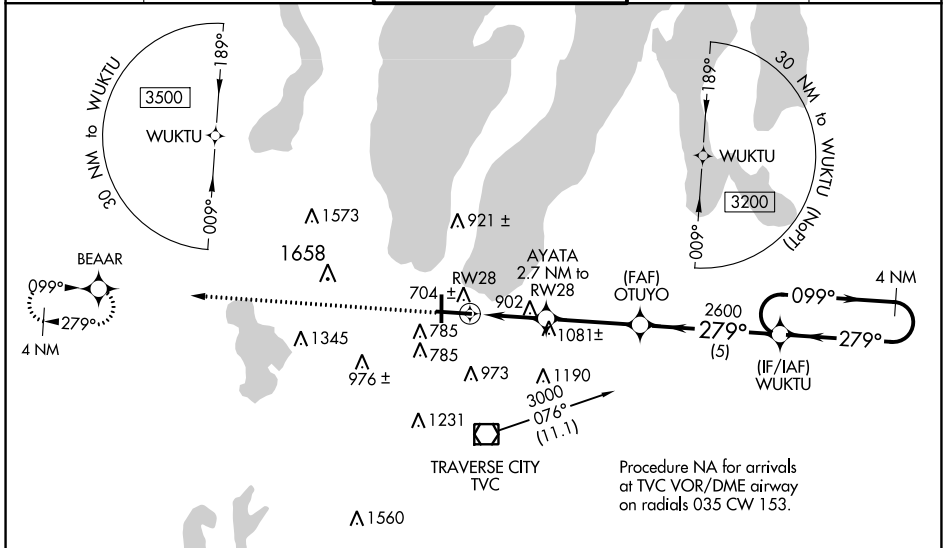 30 NM to WUKTU
189°
3500
WUKTU
009°
30 NM to WUKTU (NoPT)
189°
WUKTU
3200
009°
1573
921 ±
1658
BEAAR
099°
279°
4 NM
AYATA
2.7 NM to
RW28
RW28
704 ±
902
(FAF)
OTUYO
2600
279°
(5)
099°
4 NM
279°
(IF/IAF)
WUKTU
785
1081±
1345
785
976 ±
973
1190
3000
076°
(11.1)
1231
TRAVERSE CITY
TVC
Procedure NA for arrivals
at TVC VOR/DME airway
on radials 035 CW 153.
1560